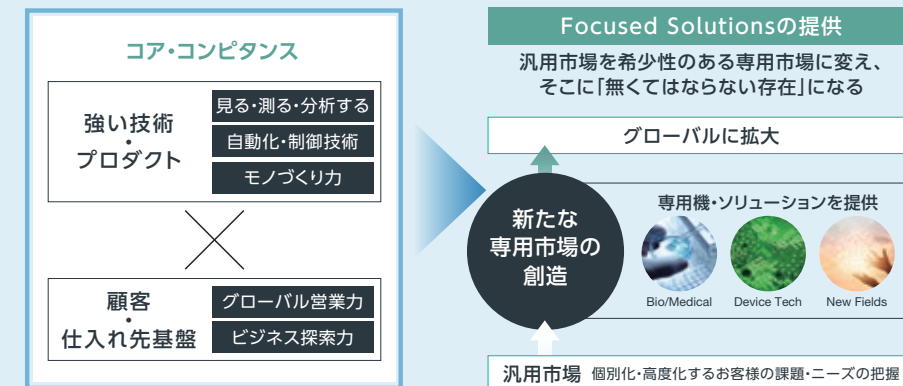 コア・コンピタンス
強い技術
・
プロダクト
見る・測る・分析する
自動化・制御技術
モノづくり力
顧客
・
仕入れ先基盤
グローバル営業力
ビジネス探索力
Focused Solutionsの提供
汎用市場を希少性のある専用市場に変え、
そこに「無くてはならない存在」になる
グローバルに拡大
新たな
専用市場の
創造
専用機・ソリューションを提供
Bio/Medical Device Tech New Fields
汎用市場 個別化・高度化するお客様の課題・ニーズの把握